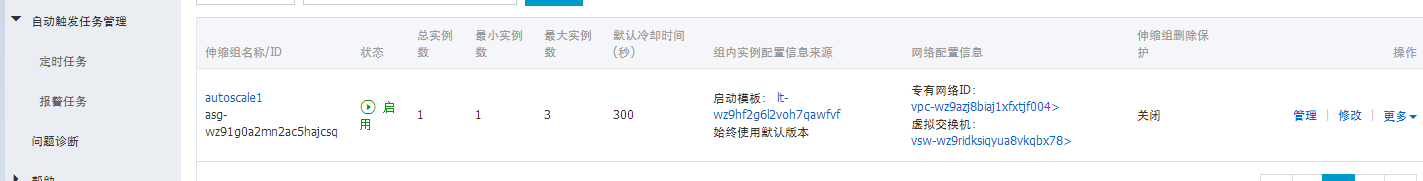 自动触发任务管理
定时任务
报警任务
问题诊断
帮助
伸缩组名称/ID
状态
总实例
数
最小实例
数
最大实例
数
默认冷却时间
(秒)
组内实例配置信息来源
网络配置信息
伸缩组删除保
护
操作
autoscale1
asg-
wz91g0a2mn2ac5hajcsq
启
用
1
1
3
300
启动模板： lt-
wz9hf2g6l2voh7qawfvf
始终使用默认版本
专有网络ID：
vpc-wz9azj8biaj1xfxtjf004>
虚拟交换机：
vsw-wz9ridksiqyua8vkqbx78>
关闭
管理 | 修改 | 更多